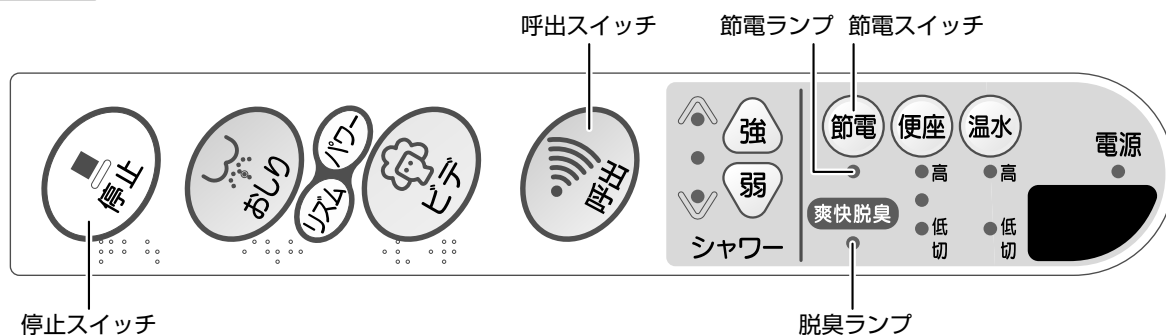 呼出スイッチ
節電ランプ
節電スイッチ
停止
おしり
パワー
リズム
ビデ
呼出
強
弱
シャワー
節電
便座
温水
電源
高
高
爽快脱臭
低
低
切
切
停止スイッチ
脱臭ランプ